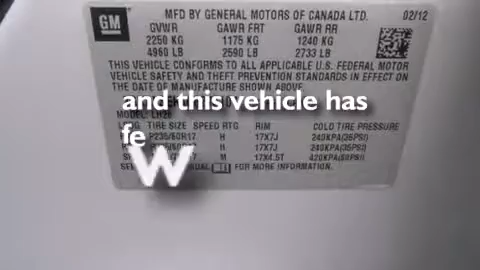 GM
MFD BY GENERAL MOTORS OF CANADA LTD. 02/12
GVWR GAWR FRT GAWR RR
2250 KG 1175 KG 1240 KG
4960 LB 2590 LB 2733 LB
THIS VEHICLE CONFORMS TO ALL APPLICABLE U.S. FEDERAL MOTOR
VEHICLE SAFETY AND THEFT PREVENTION STANDARDS IN EFFECT ON
THE DATE OF MANUFACTURE SHOWN ABOVE.
and this vehicle has
few
MODEL:
TIRE SIZE SPEED RTG RIM COLD TIRE PRESSURE
H 17X7J 240KPA(35PSI)
H 17X7J 240KPA(35PSI)
M 17X4.5T 420KPA(60PSI)
FOR MORE INFORMATION.